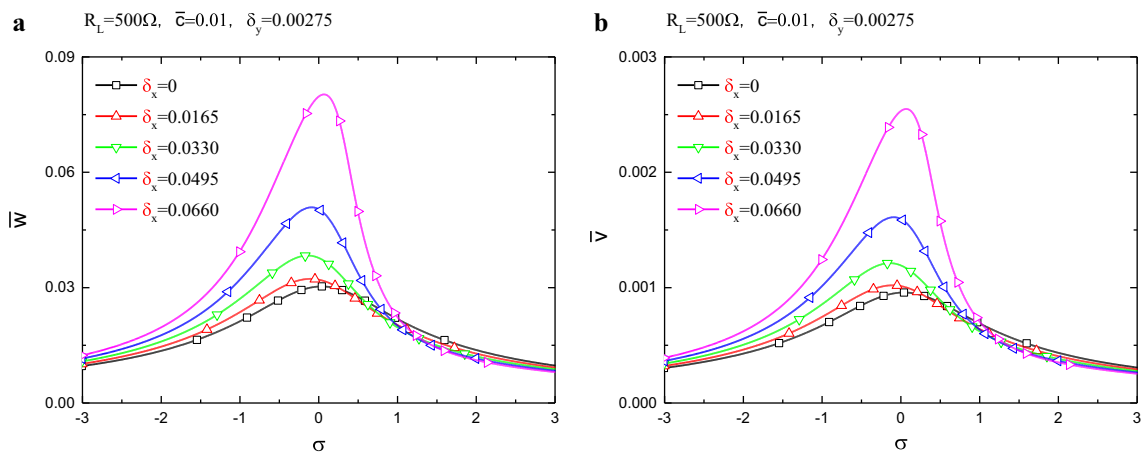 a
R_L=500Ω, c̅=0.01, δ_y=0.00275
0.09
0.06
0.03
0.00
w̅
δ_x=0
δ_x=0.0165
δ_x=0.0330
δ_x=0.0495
δ_x=0.0660
-3 -2 -1 0 1 2 3
σ
b
R_L=500Ω, c̅=0.01, δ_y=0.00275
0.003
0.002
0.001
0.000
v̅
δ_x=0
δ_x=0.0165
δ_x=0.0330
δ_x=0.0495
δ_x=0.0660
-3 -2 -1 0 1 2 3
σ